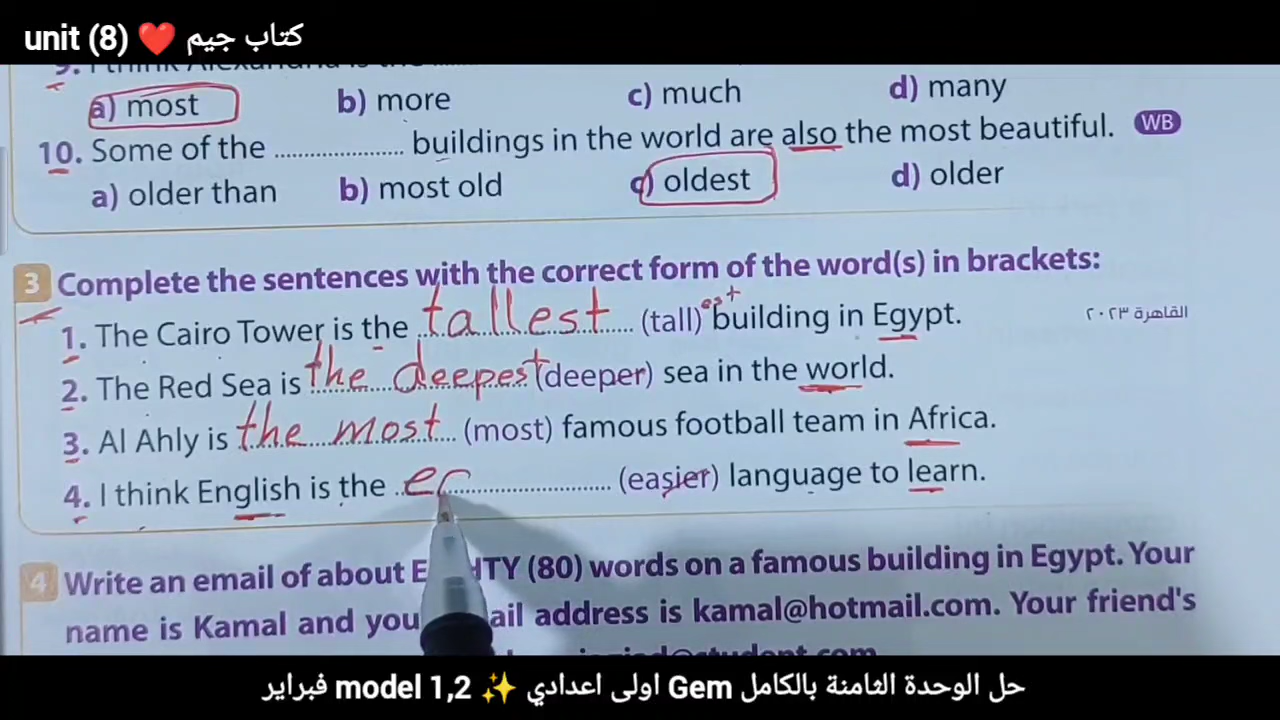 unit (8) ❤️ كتاب جيم
a) most b) more c) much d) many
10. Some of the .................... buildings in the world are also the most beautiful. WB
a) older than b) most old c) oldest d) older
3 Complete the sentences with the correct form of the word(s) in brackets:
1. The Cairo Tower is the tallest (tall) est building in Egypt. القاهرة ٢٠٢٣
2. The Red Sea is the deepest (deeper) sea in the world.
3. Al Ahly is the most (most) famous football team in Africa.
4. I think English is the e (easier) language to learn.
4 Write an email of about (80) words on a famous building in Egypt. Your
name is Kamal and address is kamal@hotmail.com. Your friend's
حل الوحدة الثامنة بالكامل Gem اولى اعدادي ✨ model 1,2 فبراير